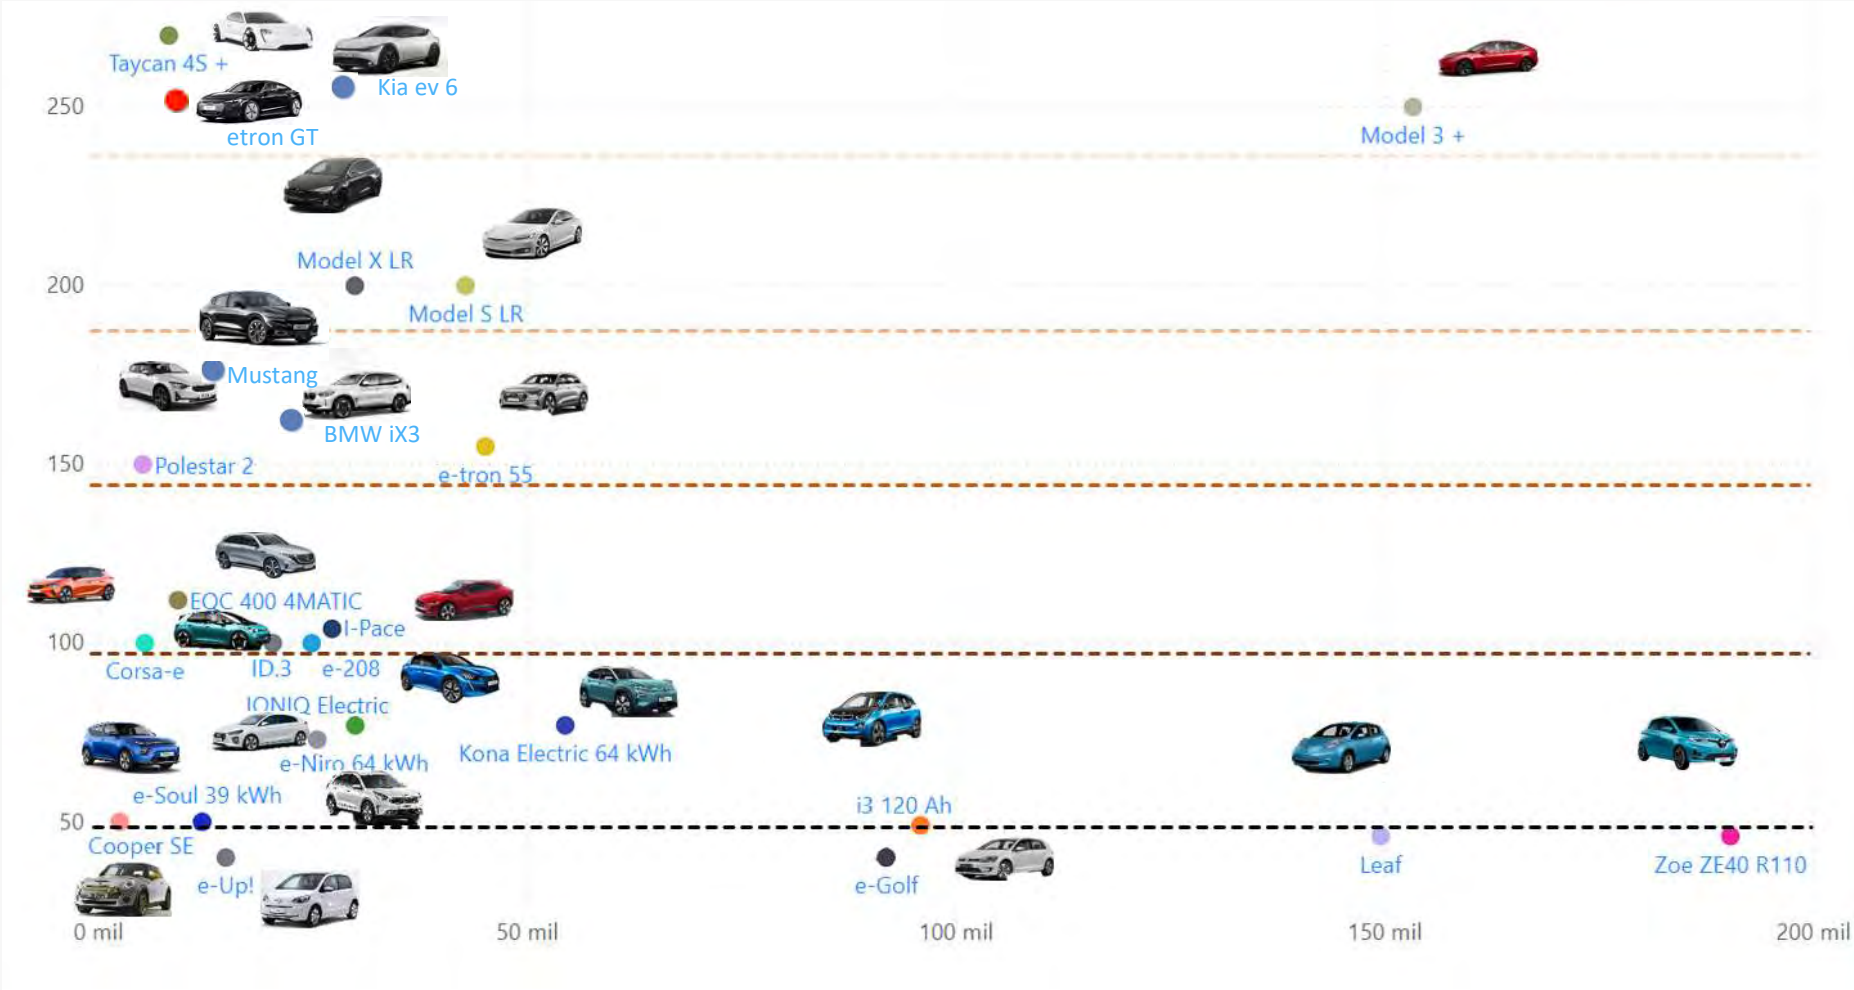 Taycan 4S +
Kia ev 6
250
etron GT
Model 3 +
Model X LR
200
Model S LR
Mustang
BMW iX3
150
Polestar 2
e-tron 55
EQC 400 4MATIC
I-Pace
100
Corsa-e
ID.3
e-208
IONIQ Electric
Kona Electric 64 kWh
e-Niro 64 kWh
e-Soul 39 kWh
i3 120 Ah
50
Cooper SE
e-Up!
e-Golf
Leaf
Zoe ZE40 R110
0 mil
50 mil
100 mil
150 mil
200 mil